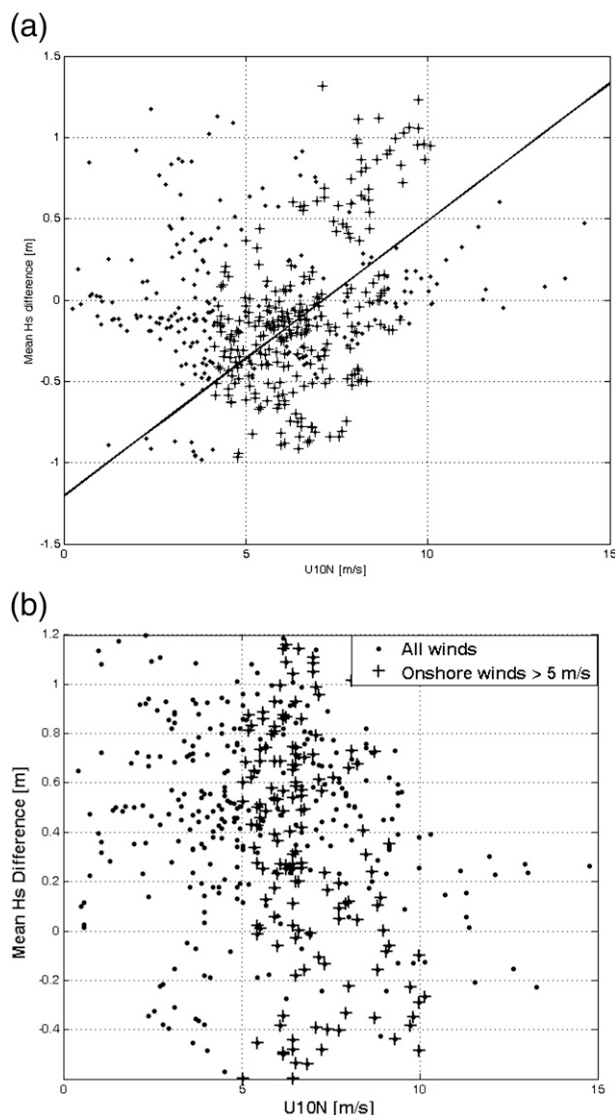 (a)
1.5
1
0.5
0
-0.5
-1
-1.5
Mean Hs difference [m]
0 5 10 15
U10N [m/s]
(b)
1.2
1
0.8
0.6
0.4
0.2
0
-0.2
-0.4
Mean Hs Difference [m]
All winds
Onshore winds > 5 m/s
0 5 10 15
U10N [m/s]